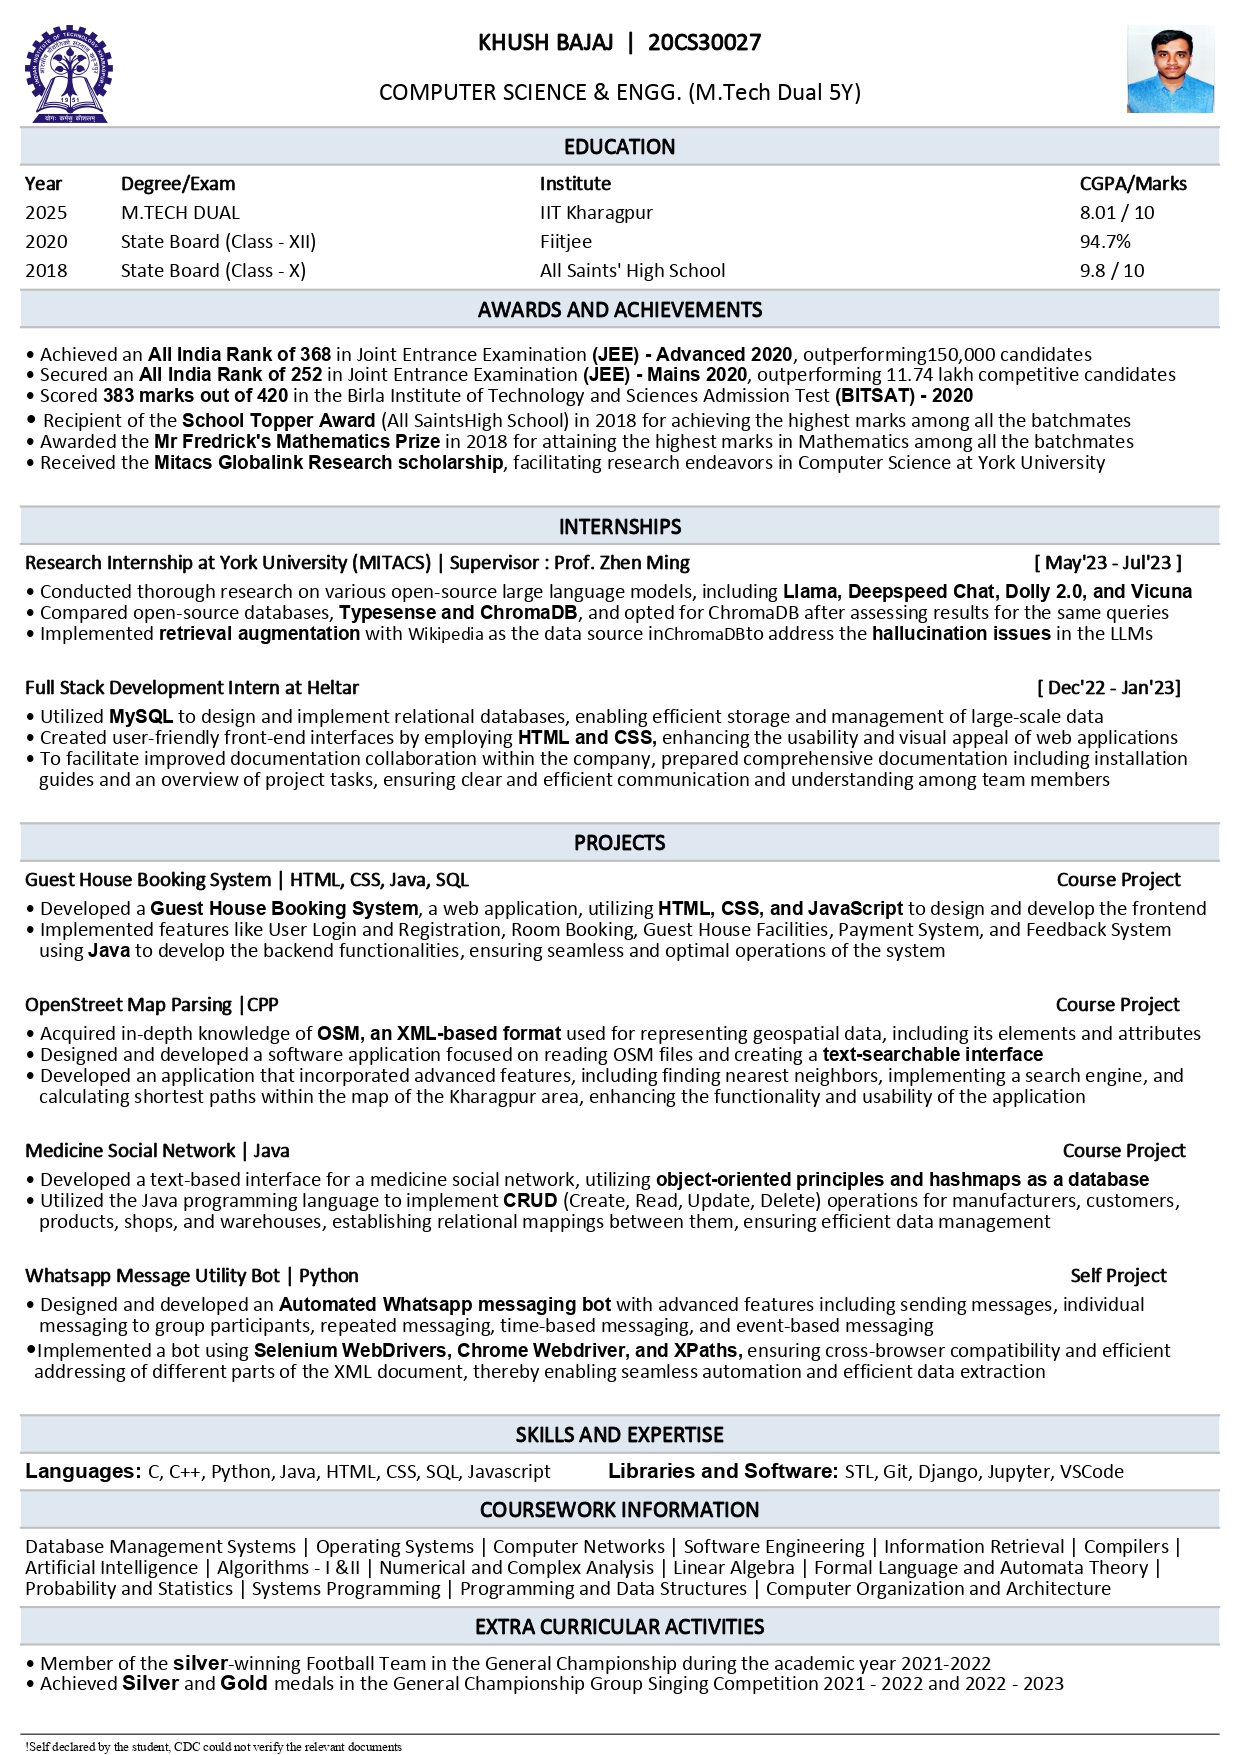 KHUSH BAJAJ | 20CS30027
COMPUTER SCIENCE & ENGG. (M.Tech Dual 5Y)
INDIAN INSTITUTE OF TECHNOLOGY KHARAGPUR
1951
योगः कर्मसु कौशलम्
EDUCATION
Year Degree/Exam Institute CGPA/Marks
2025 M.TECH DUAL IIT Kharagpur 8.01 / 10
2020 State Board (Class - XII) Fiitjee 94.7%
2018 State Board (Class - X) All Saints' High School 9.8 / 10
AWARDS AND ACHIEVEMENTS
• Achieved an All India Rank of 368 in Joint Entrance Examination (JEE) - Advanced 2020, outperforming150,000 candidates
• Secured an All India Rank of 252 in Joint Entrance Examination (JEE) - Mains 2020, outperforming 11.74 lakh competitive candidates
• Scored 383 marks out of 420 in the Birla Institute of Technology and Sciences Admission Test (BITSAT) - 2020
• Recipient of the School Topper Award (All SaintsHigh School) in 2018 for achieving the highest marks among all the batchmates
• Awarded the Mr Fredrick's Mathematics Prize in 2018 for attaining the highest marks in Mathematics among all the batchmates
• Received the Mitacs Globalink Research scholarship, facilitating research endeavors in Computer Science at York University
INTERNSHIPS
Research Internship at York University (MITACS) | Supervisor : Prof. Zhen Ming [ May'23 - Jul'23 ]
• Conducted thorough research on various open-source large language models, including Llama, Deepspeed Chat, Dolly 2.0, and Vicuna
• Compared open-source databases, Typesense and ChromaDB, and opted for ChromaDB after assessing results for the same queries
• Implemented retrieval augmentation with Wikipedia as the data source inChromaDBto address the hallucination issues in the LLMs
Full Stack Development Intern at Heltar [ Dec'22 - Jan'23]
• Utilized MySQL to design and implement relational databases, enabling efficient storage and management of large-scale data
• Created user-friendly front-end interfaces by employing HTML and CSS, enhancing the usability and visual appeal of web applications
• To facilitate improved documentation collaboration within the company, prepared comprehensive documentation including installation
guides and an overview of project tasks, ensuring clear and efficient communication and understanding among team members
PROJECTS
Guest House Booking System | HTML, CSS, Java, SQL Course Project
• Developed a Guest House Booking System, a web application, utilizing HTML, CSS, and JavaScript to design and develop the frontend
• Implemented features like User Login and Registration, Room Booking, Guest House Facilities, Payment System, and Feedback System
using Java to develop the backend functionalities, ensuring seamless and optimal operations of the system
OpenStreet Map Parsing |CPP Course Project
• Acquired in-depth knowledge of OSM, an XML-based format used for representing geospatial data, including its elements and attributes
• Designed and developed a software application focused on reading OSM files and creating a text-searchable interface
• Developed an application that incorporated advanced features, including finding nearest neighbors, implementing a search engine, and
calculating shortest paths within the map of the Kharagpur area, enhancing the functionality and usability of the application
Medicine Social Network | Java Course Project
• Developed a text-based interface for a medicine social network, utilizing object-oriented principles and hashmaps as a database
• Utilized the Java programming language to implement CRUD (Create, Read, Update, Delete) operations for manufacturers, customers,
products, shops, and warehouses, establishing relational mappings between them, ensuring efficient data management
Whatsapp Message Utility Bot | Python Self Project
• Designed and developed an Automated Whatsapp messaging bot with advanced features including sending messages, individual
messaging to group participants, repeated messaging, time-based messaging, and event-based messaging
•Implemented a bot using Selenium WebDrivers, Chrome Webdriver, and XPaths, ensuring cross-browser compatibility and efficient
addressing of different parts of the XML document, thereby enabling seamless automation and efficient data extraction
SKILLS AND EXPERTISE
Languages: C, C++, Python, Java, HTML, CSS, SQL, Javascript Libraries and Software: STL, Git, Django, Jupyter, VSCode
COURSEWORK INFORMATION
Database Management Systems | Operating Systems | Computer Networks | Software Engineering | Information Retrieval | Compilers |
Artificial Intelligence | Algorithms - I &II | Numerical and Complex Analysis | Linear Algebra | Formal Language and Automata Theory |
Probability and Statistics | Systems Programming | Programming and Data Structures | Computer Organization and Architecture
EXTRA CURRICULAR ACTIVITIES
• Member of the silver-winning Football Team in the General Championship during the academic year 2021-2022
• Achieved Silver and Gold medals in the General Championship Group Singing Competition 2021 - 2022 and 2022 - 2023
!Self declared by the student, CDC could not verify the relevant documents